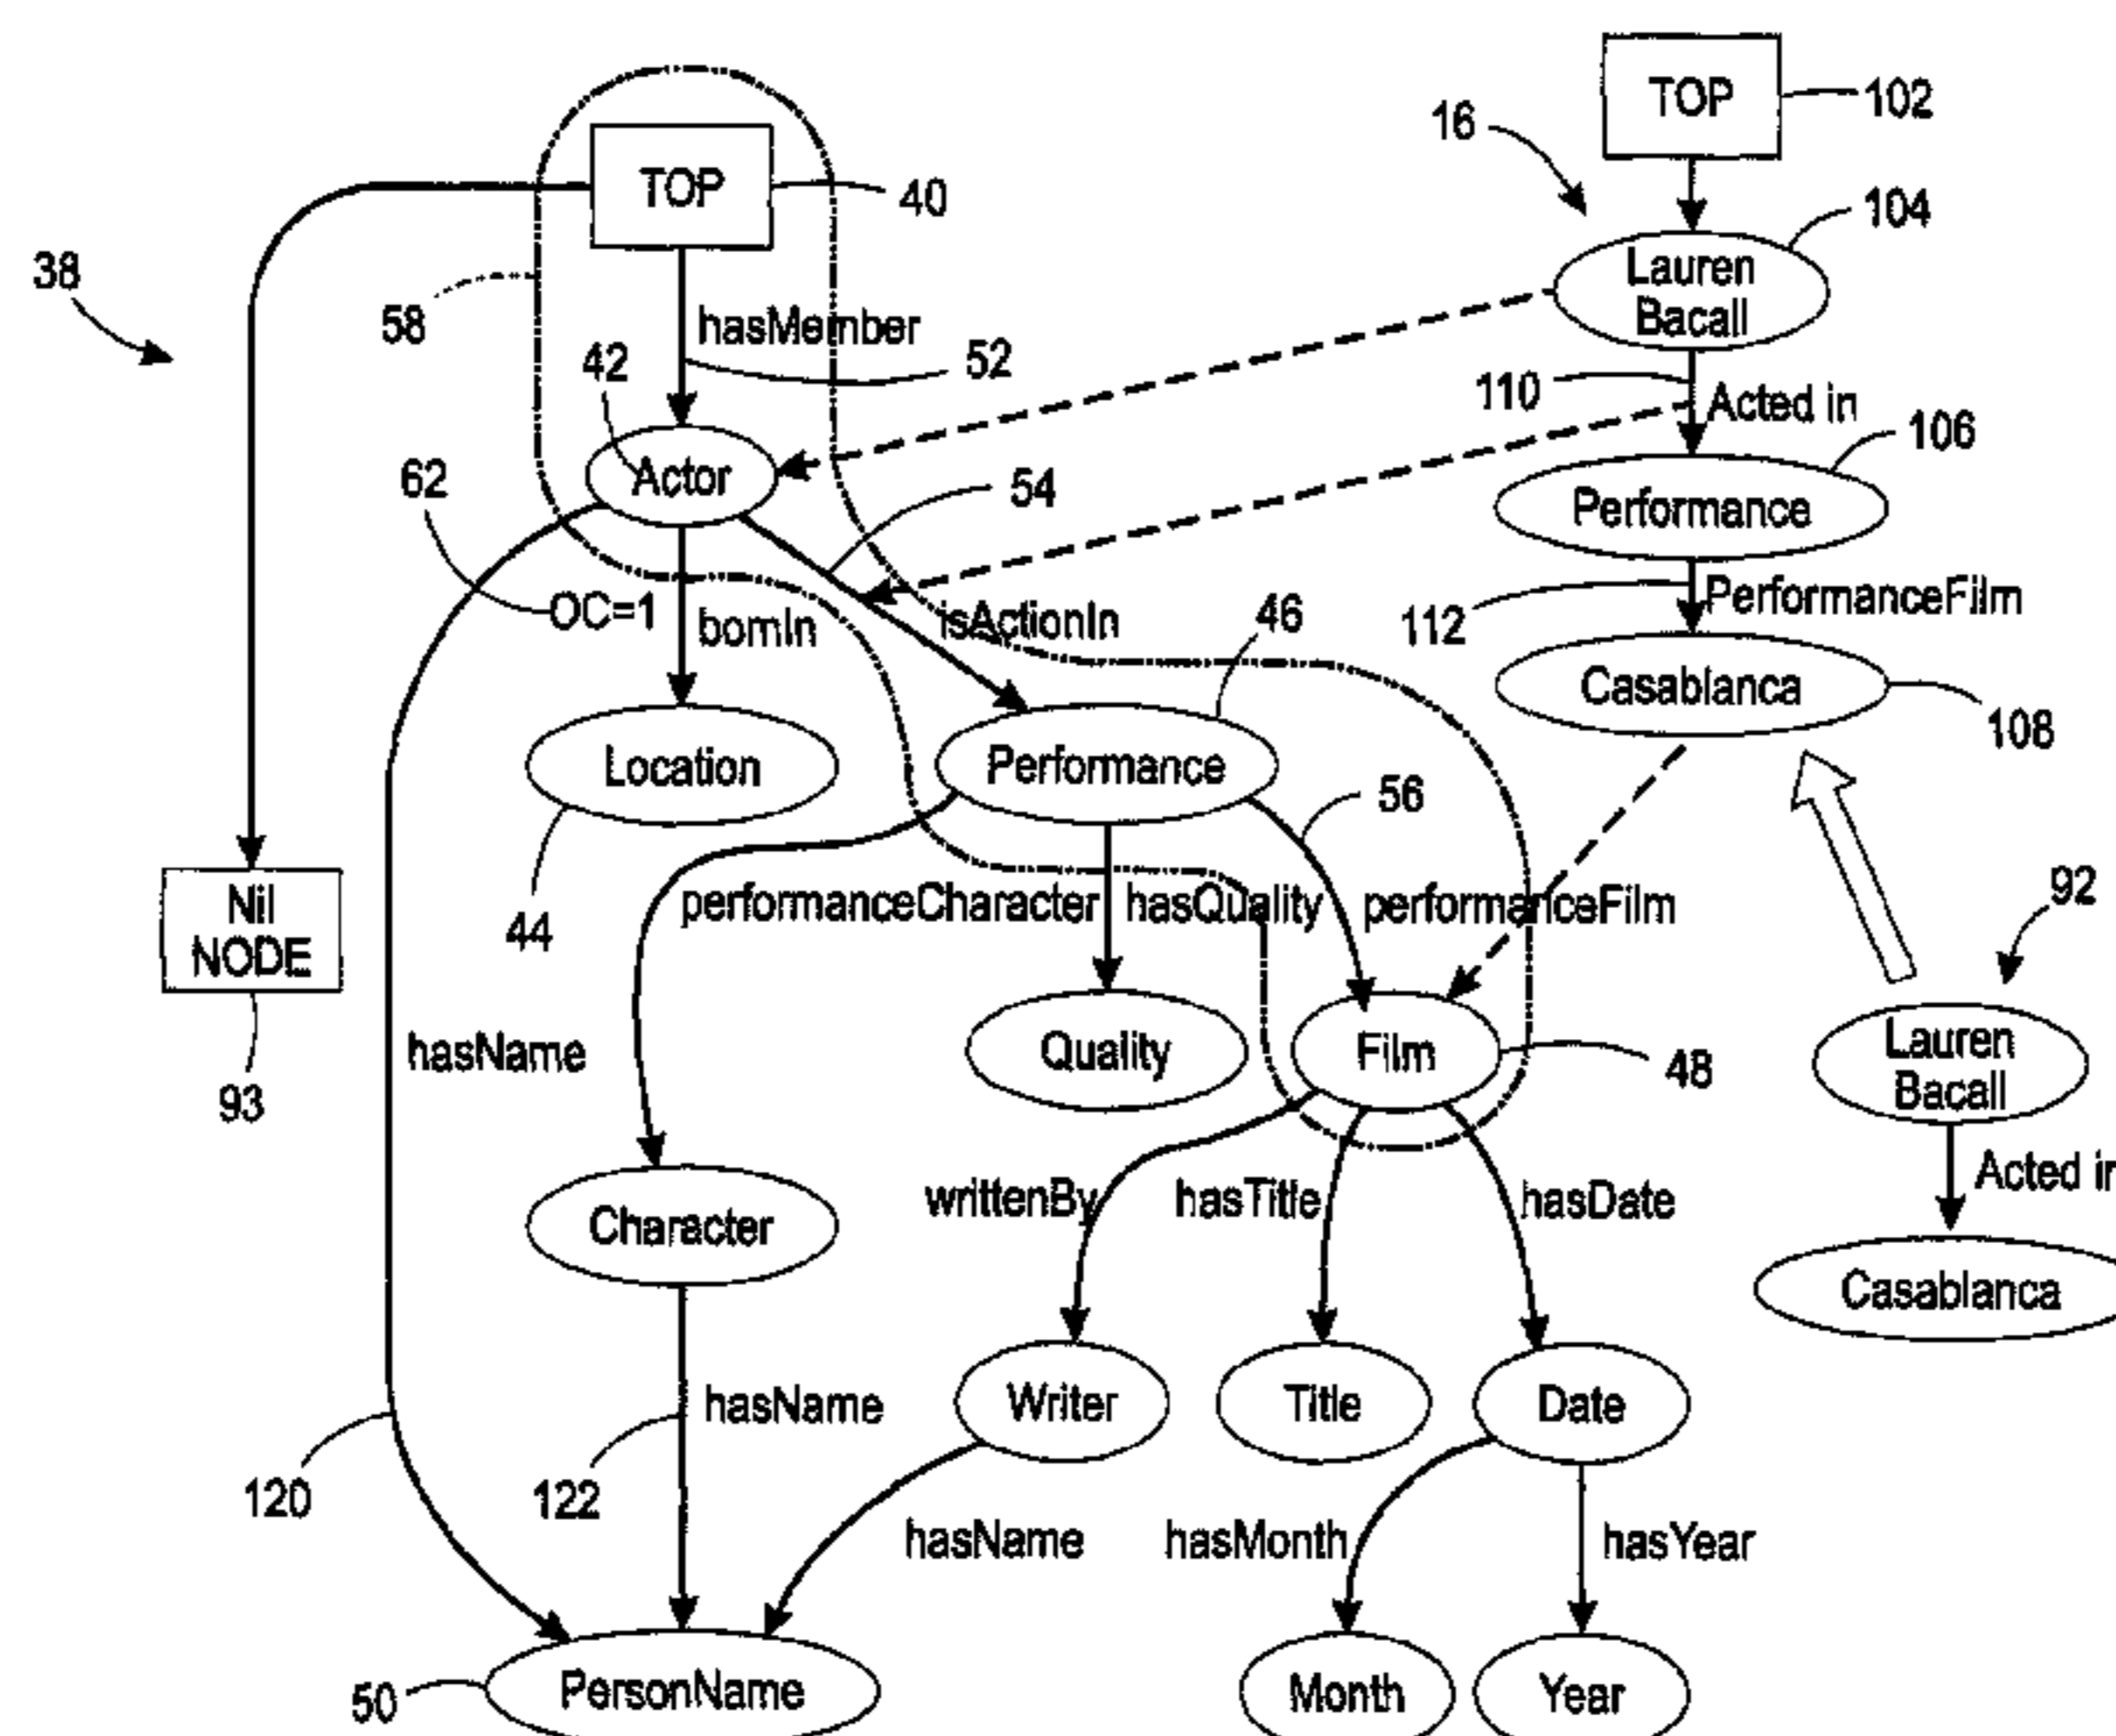 TOP
102
16
TOP
40
104
Lauren
Bacall
38
58
hasMember
52
42
110
Acted in
106
Actor
62
54
Performance
OC=1
bornIn
isActionIn
46
112
PerformanceFilm
Casablanca
108
Location
Performance
56
44
performanceCharacter
hasQuality
performanceFilm
92
Nil
NODE
93
hasName
Quality
Film
48
Lauren
Bacall
Acted in
writtenBy
hasTitle
hasDate
Character
Casablanca
hasName
Writer
Title
Date
120
122
hasName
hasMonth
hasYear
50
PersonName
Month
Year